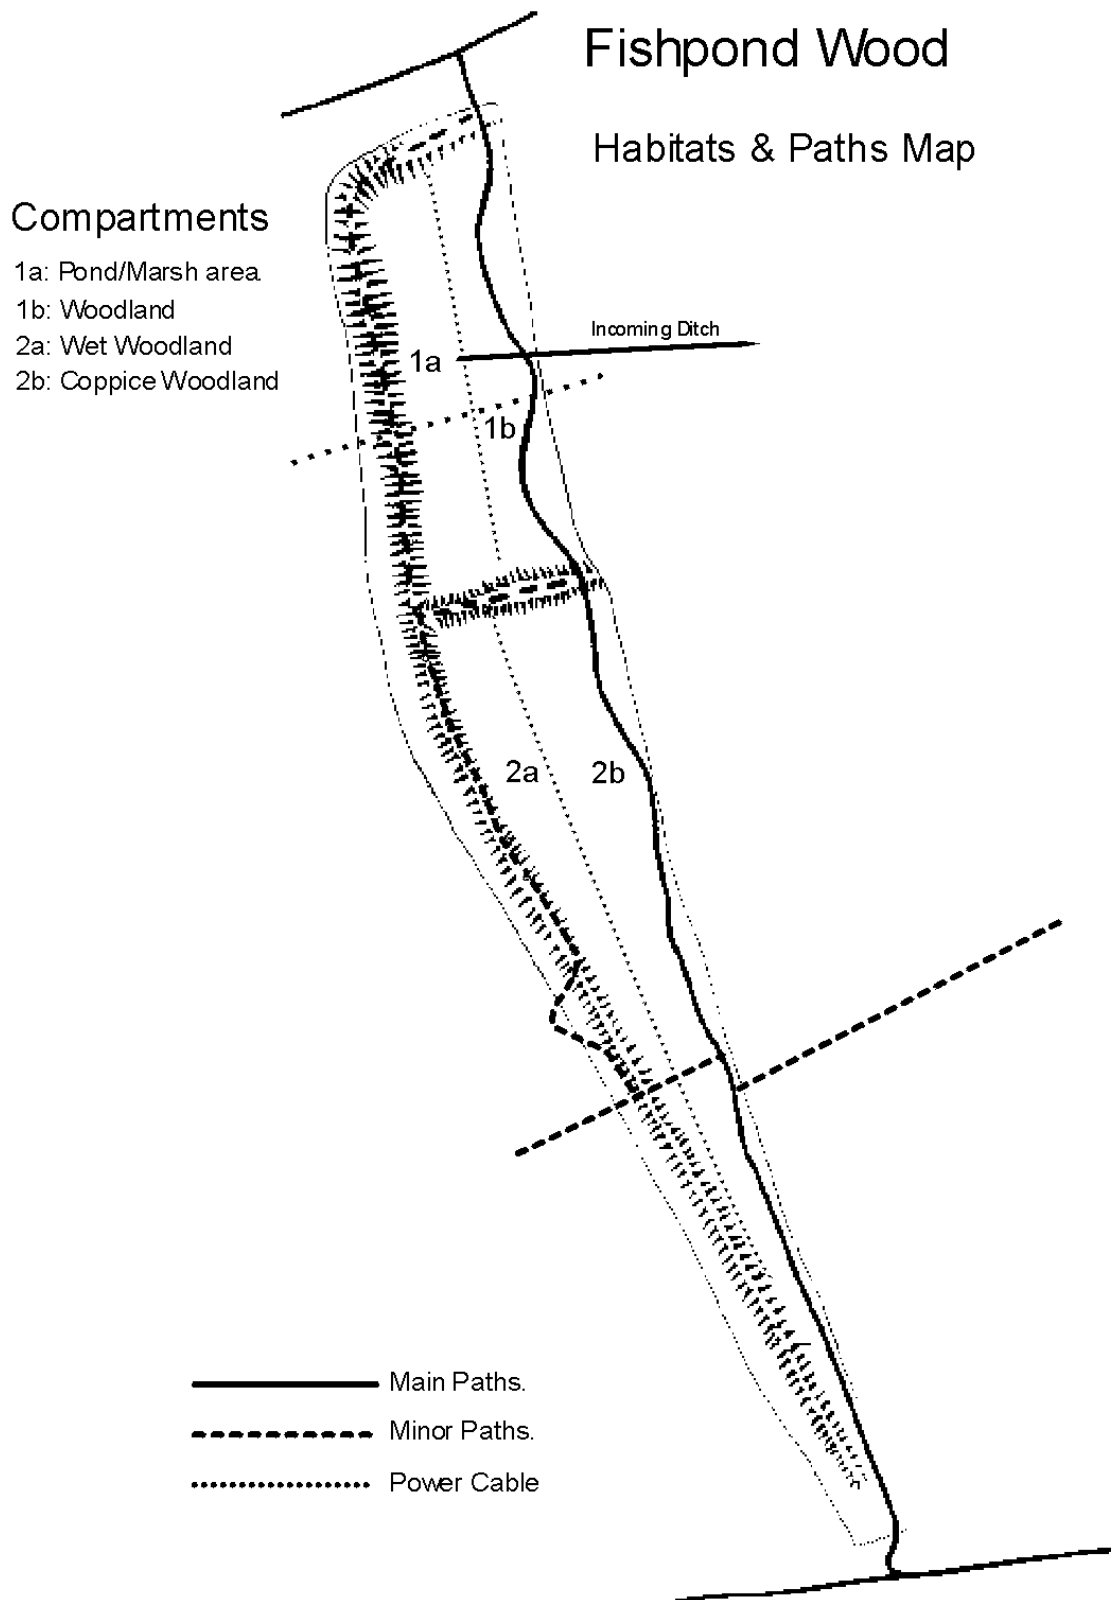 Fishpond Wood
Habitats & Paths Map
Compartments
1a: Pond/Marsh area
1b: Woodland
2a: Wet Woodland
2b: Coppice Woodland
Incoming Ditch
1a
1b
2a
2b
Main Paths.
Minor Paths.
Power Cable